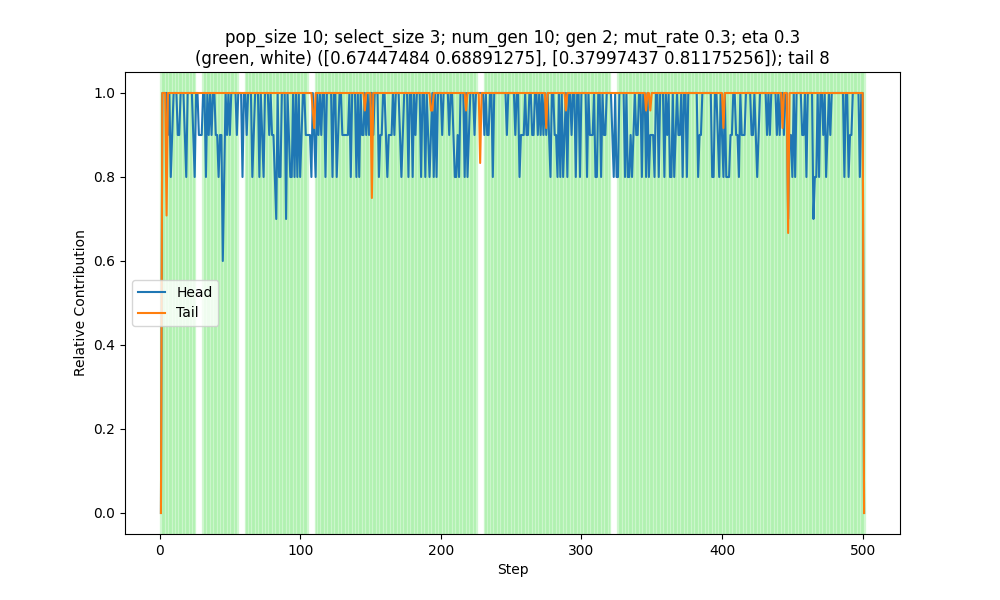 pop_size 10; select_size 3; num_gen 10; gen 2; mut_rate 0.3; eta 0.3
(green, white) ([0.67447484 0.68891275], [0.37997437 0.81175256]); tail 8
1.0
0.8
0.6
0.4
0.2
0.0
Relative Contribution
Head
Tail
0
100
200
300
400
500
Step